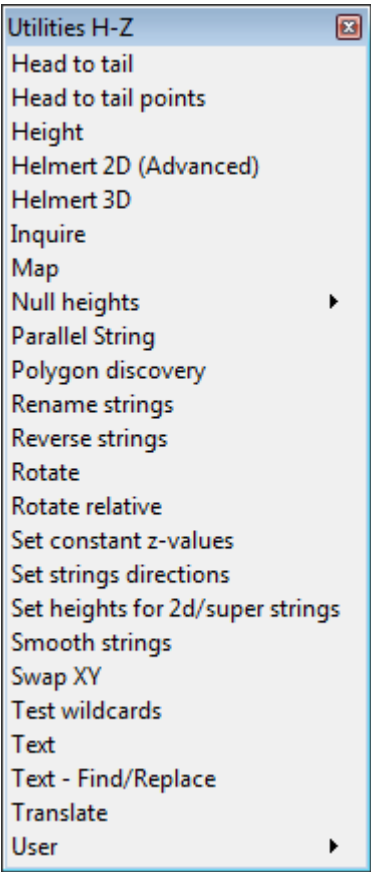 Utilities H-Z
Head to tail
Head to tail points
Height
Helmert 2D (Advanced)
Helmert 3D
Inquire
Map
Null heights
Parallel String
Polygon discovery
Rename strings
Reverse strings
Rotate
Rotate relative
Set constant z-values
Set strings directions
Set heights for 2d/super strings
Smooth strings
Swap XY
Test wildcards
Text
Text - Find/Replace
Translate
User